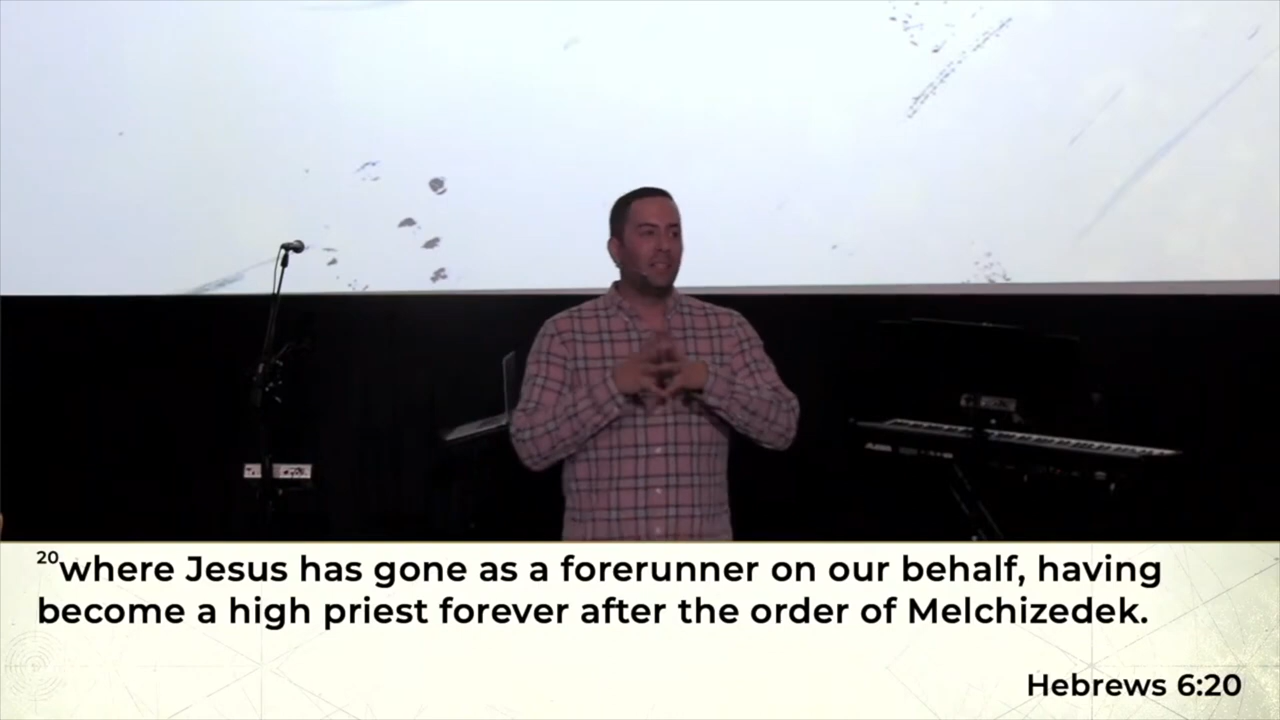 20where Jesus has gone as a forerunner on our behalf, having
become a high priest forever after the order of Melchizedek.
Hebrews 6:20